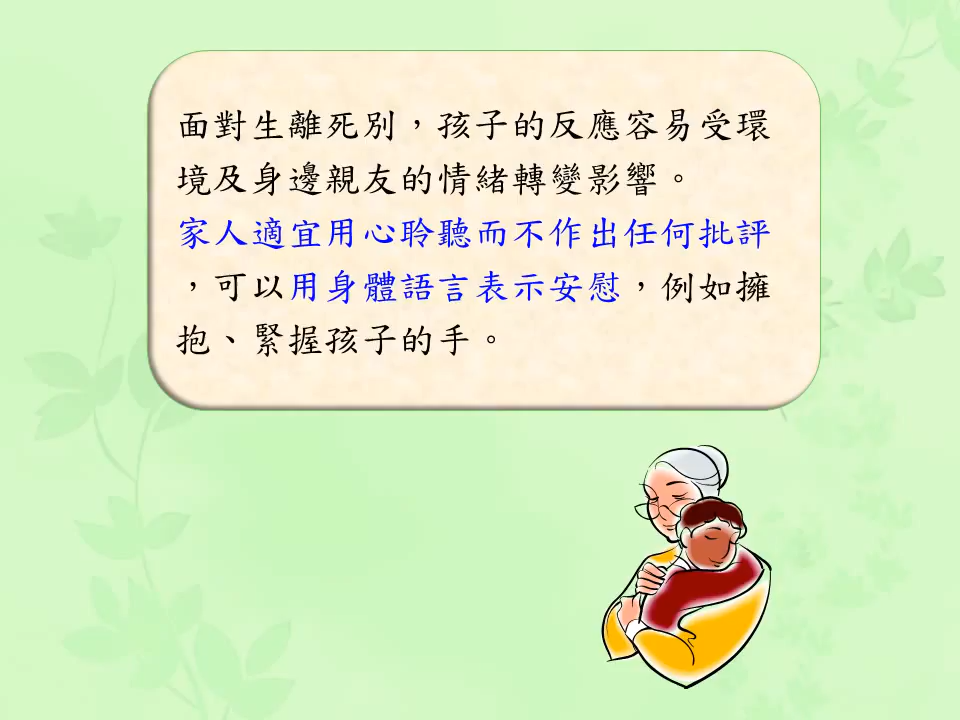 面對生離死別，孩子的反應容易受環
境及身邊親友的情緒轉變影響。
家人適宜用心聆聽而不作出任何批評
，可以用身體語言表示安慰，例如擁
抱、緊握孩子的手。